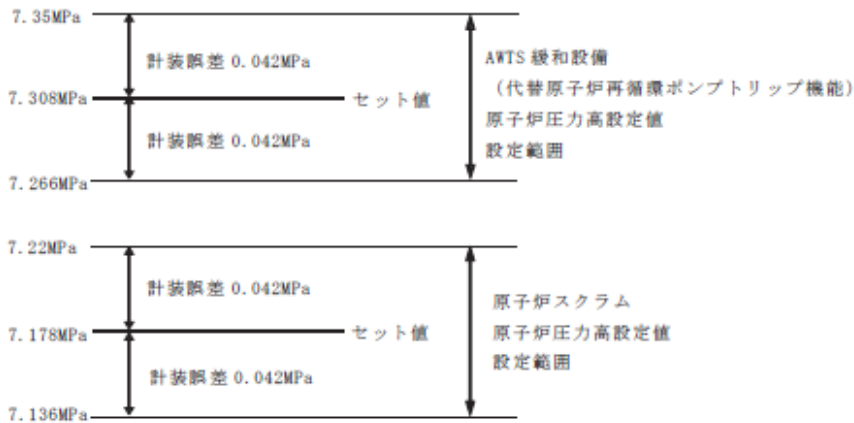 7.35MPa
計装誤差 0.042MPa
7.308MPa
セット値
計装誤差 0.042MPa
7.266MPa
AWTS 緩和設備
（代替原子炉再循環ポンプトリップ機能）
原子炉圧力高設定値
設定範囲
7.22MPa
計装誤差 0.042MPa
7.178MPa
セット値
計装誤差 0.042MPa
7.136MPa
原子炉スクラム
原子炉圧力高設定値
設定範囲